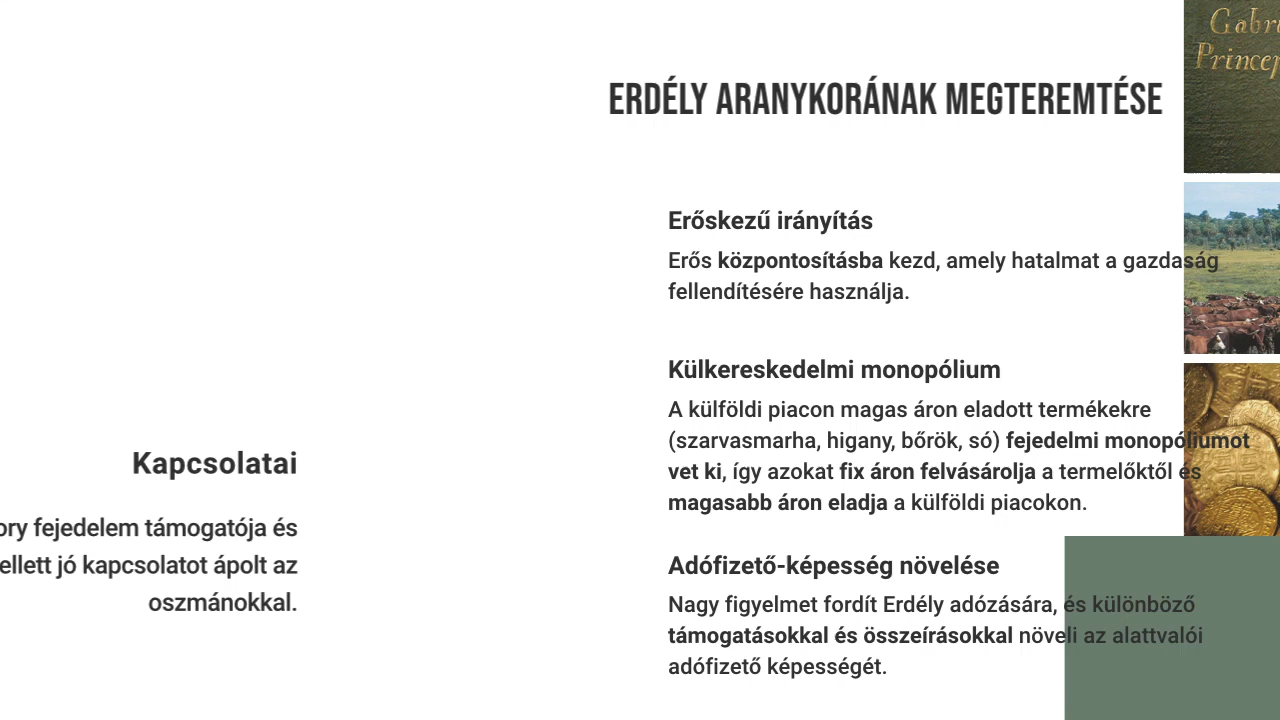 ERDÉLY ARANYKORÁNAK MEGTEREMTÉSE
Erőskezű irányítás
Erős központosításba kezd, amely hatalmat a gazdaság
fellendítésére használja.
Külkereskedelmi monopólium
A külföldi piacon magas áron eladott termékekre
(szarvasmarha, higany, bőrök, só) fejedelmi monopóliumot
vet ki, így azokat fix áron felvásárolja a termelőktől és
magasabb áron eladja a külföldi piacokon.
Adófizető-képesség növelése
Nagy figyelmet fordít Erdély adózására, és különböző
támogatásokkal és összeírásokkal növeli az alattvalói
adófizető képességét.
Kapcsolatai
fejedelem támogatója és
jó kapcsolatot ápolt az
oszmánokkal.